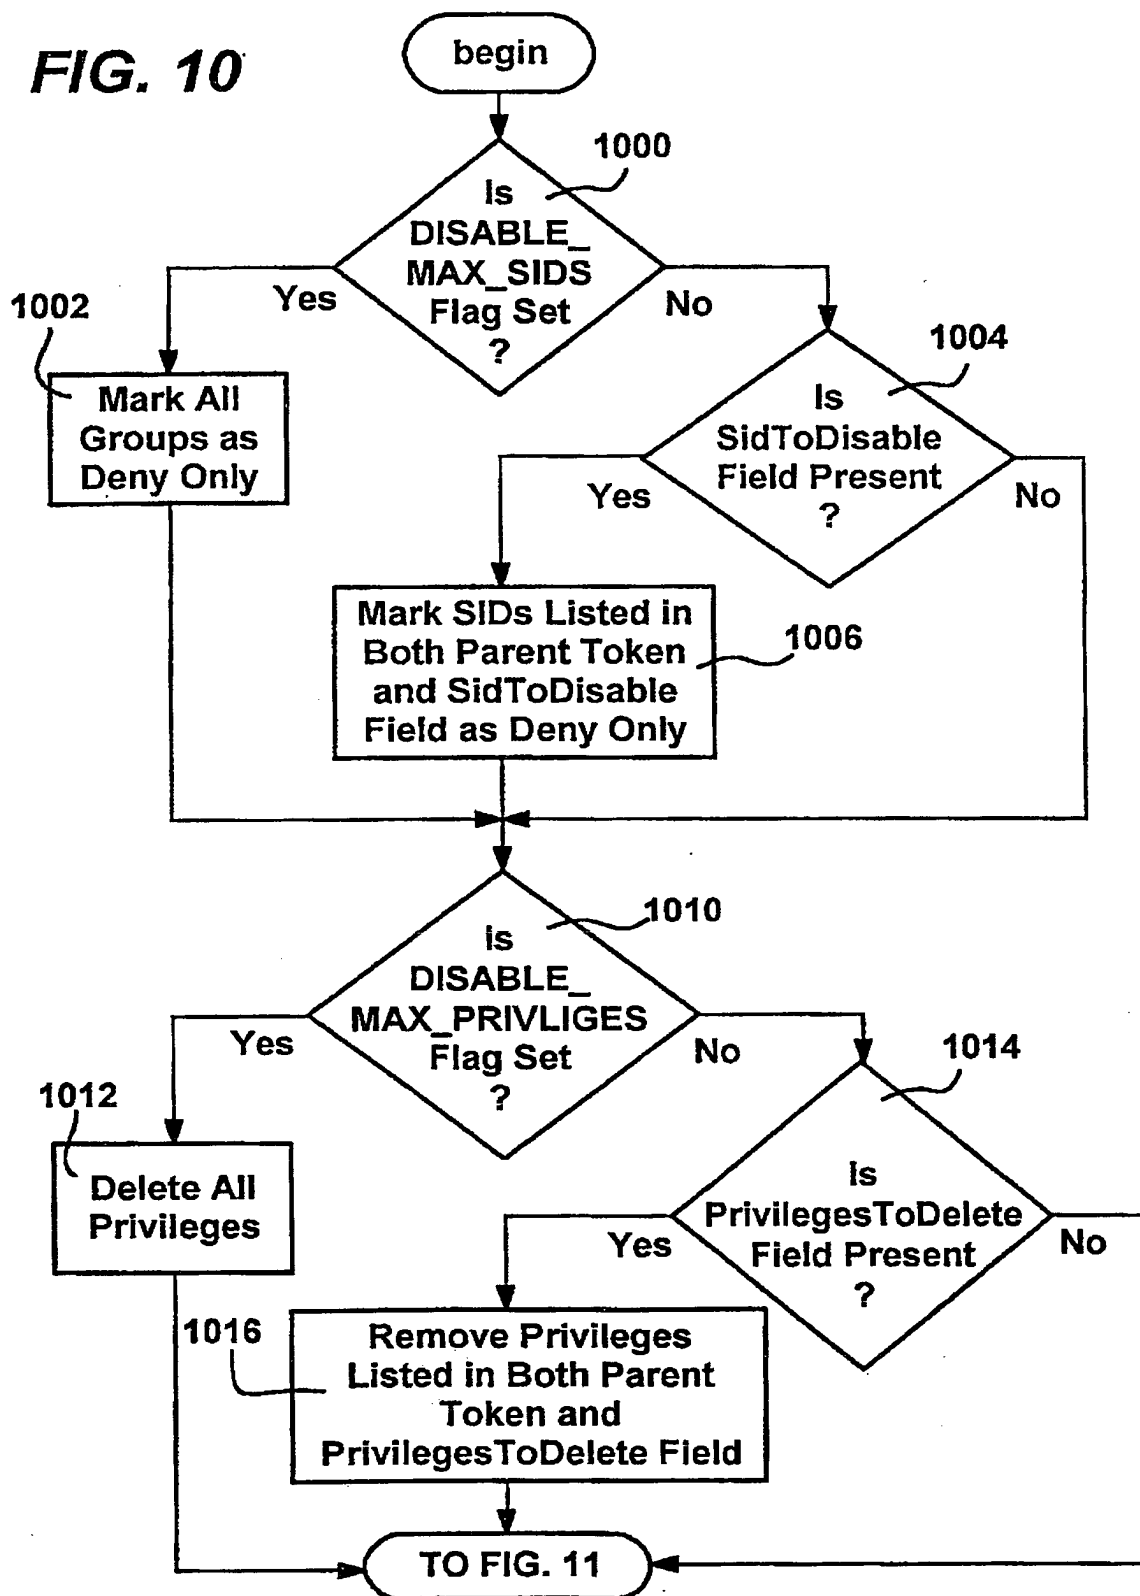 FIG. 10
begin
1000
Is
DISABLE_
MAX_SIDS
Flag Set
?
Yes
No
1002
Mark All
Groups as
Deny Only
1004
Is
SidToDisable
Field Present
?
Yes
No
Mark SIDs Listed in
Both Parent Token
and SidToDisable
Field as Deny Only
1006
1010
is
DISABLE_
MAX_PRIVLIGES
Flag Set
?
Yes
No
1012
Delete All
Privileges
1014
Is
PrivilegesToDelete
Field Present
?
Yes
No
1016
Remove Privileges
Listed in Both Parent
Token and
PrivilegesToDelete Field
TO FIG. 11